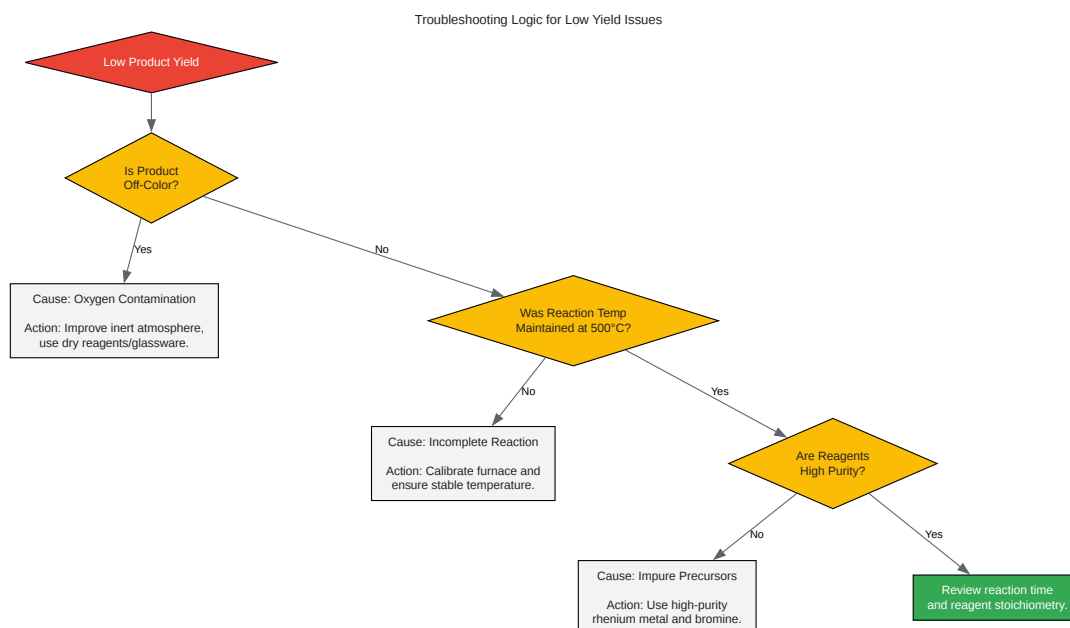 Troubleshooting Logic for Low Yield Issues
Low Product Yield
Is Product
Off-Color?
Yes
No
Cause: Oxygen Contamination
Action: Improve inert atmosphere,
use dry reagents/glassware.
Was Reaction Temp
Maintained at 500°C?
No
Yes
Cause: Incomplete Reaction
Action: Calibrate furnace and
ensure stable temperature.
Are Reagents
High Purity?
No
Yes
Cause: Impure Precursors
Action: Use high-purity
rhenium metal and bromine.
Review reaction time
and reagent stoichiometry.